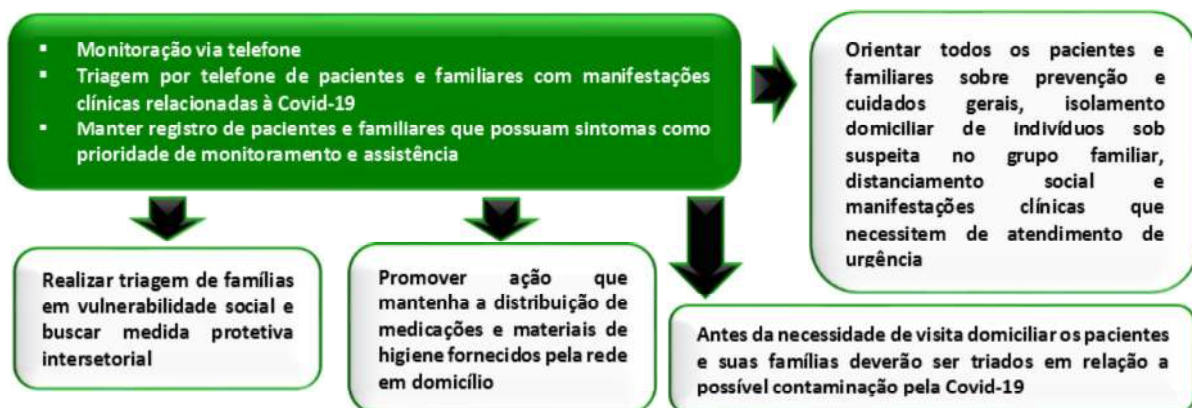 ▪ Monitoração via telefone
▪ Triagem por telefone de pacientes e familiares com manifestações
clínicas relacionadas à Covid-19
▪ Manter registro de pacientes e familiares que possuam sintomas como
prioridade de monitoramento e assistência
Orientar todos os pacientes e
familiares sobre prevenção e
cuidados gerais, isolamento
domiciliar de indivíduos sob
suspeita no grupo familiar,
distanciamento social e
manifestações clínicas que
necessitem de atendimento de
urgência
Realizar triagem de famílias
em vulnerabilidade social e
buscar medida protetiva
intersetorial
Promover ação que
mantenha a distribuição de
medicações e materiais de
higiene fornecidos pela rede
em domicílio
Antes da necessidade de visita domiciliar os pacientes
e suas famílias deverão ser triados em relação a
possível contaminação pela Covid-19